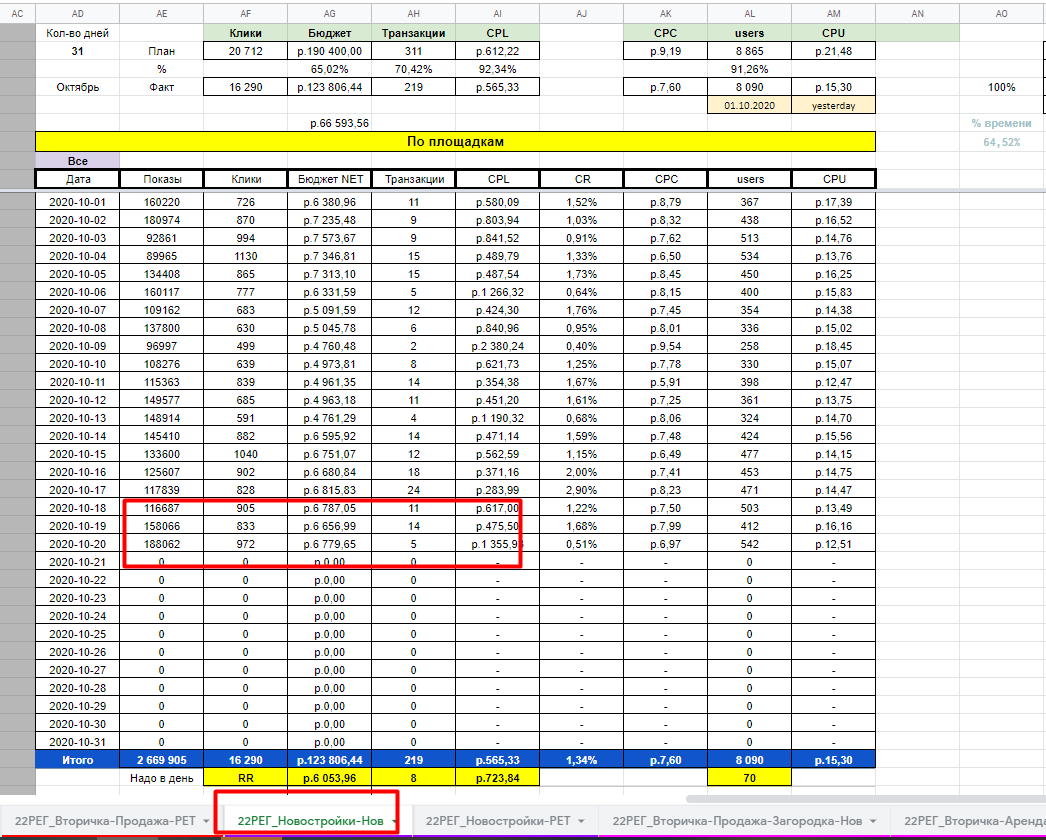 AC AD AE AF AG AH AI AJ AK AL AM AN AO
Кол-во дней Клики Бюджет Транзакции CPL CPC users CPU
31 План 20 712 р.190 400,00 311 р.612,22 р.9,19 8 865 р.21,48
% 65,02% 70,42% 92,34% 91,26%
Октябрь Факт 16 290 р.123 806,44 219 р.565,33 р.7,60 8 090 р.15,30 100%
01.10.2020 yesterday
р.66 593,56 % времени
По площадкам 64,52%
Все
Дата Показы Клики Бюджет NET Транзакции CPL CR CPC users CPU
2020-10-01 160220 726 р.6 380,96 11 р.580,09 1,52% р.8,79 367 р.17,39
2020-10-02 180974 870 р.7 235,48 9 р.803,94 1,03% р.8,32 438 р.16,52
2020-10-03 92861 994 р.7 573,67 9 р.841,52 0,91% р.7,62 513 р.14,76
2020-10-04 89965 1130 р.7 346,81 15 р.489,79 1,33% р.6,50 534 р.13,76
2020-10-05 134408 865 р.7 313,10 15 р.487,54 1,73% р.8,45 450 р.16,25
2020-10-06 160117 777 р.6 331,59 5 р.1 266,32 0,64% р.8,15 400 р.15,83
2020-10-07 109162 683 р.5 091,59 12 р.424,30 1,76% р.7,45 354 р.14,38
2020-10-08 137800 630 р.5 045,78 6 р.840,96 0,95% р.8,01 336 р.15,02
2020-10-09 96997 499 р.4 760,48 2 р.2 380,24 0,40% р.9,54 258 р.18,45
2020-10-10 108276 639 р.4 973,81 8 р.621,73 1,25% р.7,78 330 р.15,07
2020-10-11 115363 839 р.4 961,35 14 р.354,38 1,67% р.5,91 398 р.12,47
2020-10-12 149577 685 р.4 963,18 11 р.451,20 1,61% р.7,25 361 р.13,75
2020-10-13 148914 591 р.4 761,29 4 р.1 190,32 0,68% р.8,06 324 р.14,70
2020-10-14 145410 882 р.6 595,92 14 р.471,14 1,59% р.7,48 424 р.15,56
2020-10-15 133600 1040 р.6 751,07 12 р.562,59 1,15% р.6,49 477 р.14,15
2020-10-16 125607 902 р.6 680,84 18 р.371,16 2,00% р.7,41 453 р.14,75
2020-10-17 117839 828 р.6 815,83 24 р.283,99 2,90% р.8,23 471 р.14,47
2020-10-18 116687 905 р.6 787,05 11 р.617,00 1,22% р.7,50 503 р.13,49
2020-10-19 158066 833 р.6 656,99 14 р.475,50 1,68% р.7,99 412 р.16,16
2020-10-20 188062 972 р.6 779,65 5 р.1 355,93 0,51% р.6,97 542 р.12,51
2020-10-21 0 0 р.0,00 0 - - - 0 -
2020-10-22 0 0 р.0,00 0 - - - 0 -
2020-10-23 0 0 р.0,00 0 - - - 0 -
2020-10-24 0 0 р.0,00 0 - - - 0 -
2020-10-25 0 0 р.0,00 0 - - - 0 -
2020-10-26 0 0 р.0,00 0 - - - 0 -
2020-10-27 0 0 р.0,00 0 - - - 0 -
2020-10-28 0 0 р.0,00 0 - - - 0 -
2020-10-29 0 0 р.0,00 0 - - - 0 -
2020-10-30 0 0 р.0,00 0 - - - 0 -
2020-10-31 0 0 р.0,00 0 - - - 0 -
Итого 2 669 905 16 290 р.123 806,44 219 р.565,33 1,34% р.7,60 8 090 р.15,30
Надо в день RR р.6 053,96 8 р.723,84 70
22РЕГ_Вторичка-Продажа-РЕТ 22РЕГ_Новостройки-Нов 22РЕГ_Новостройки-РЕТ 22РЕГ_Вторичка-Продажа-Загородка-Нов 22РЕГ_Вторичка-Аренда